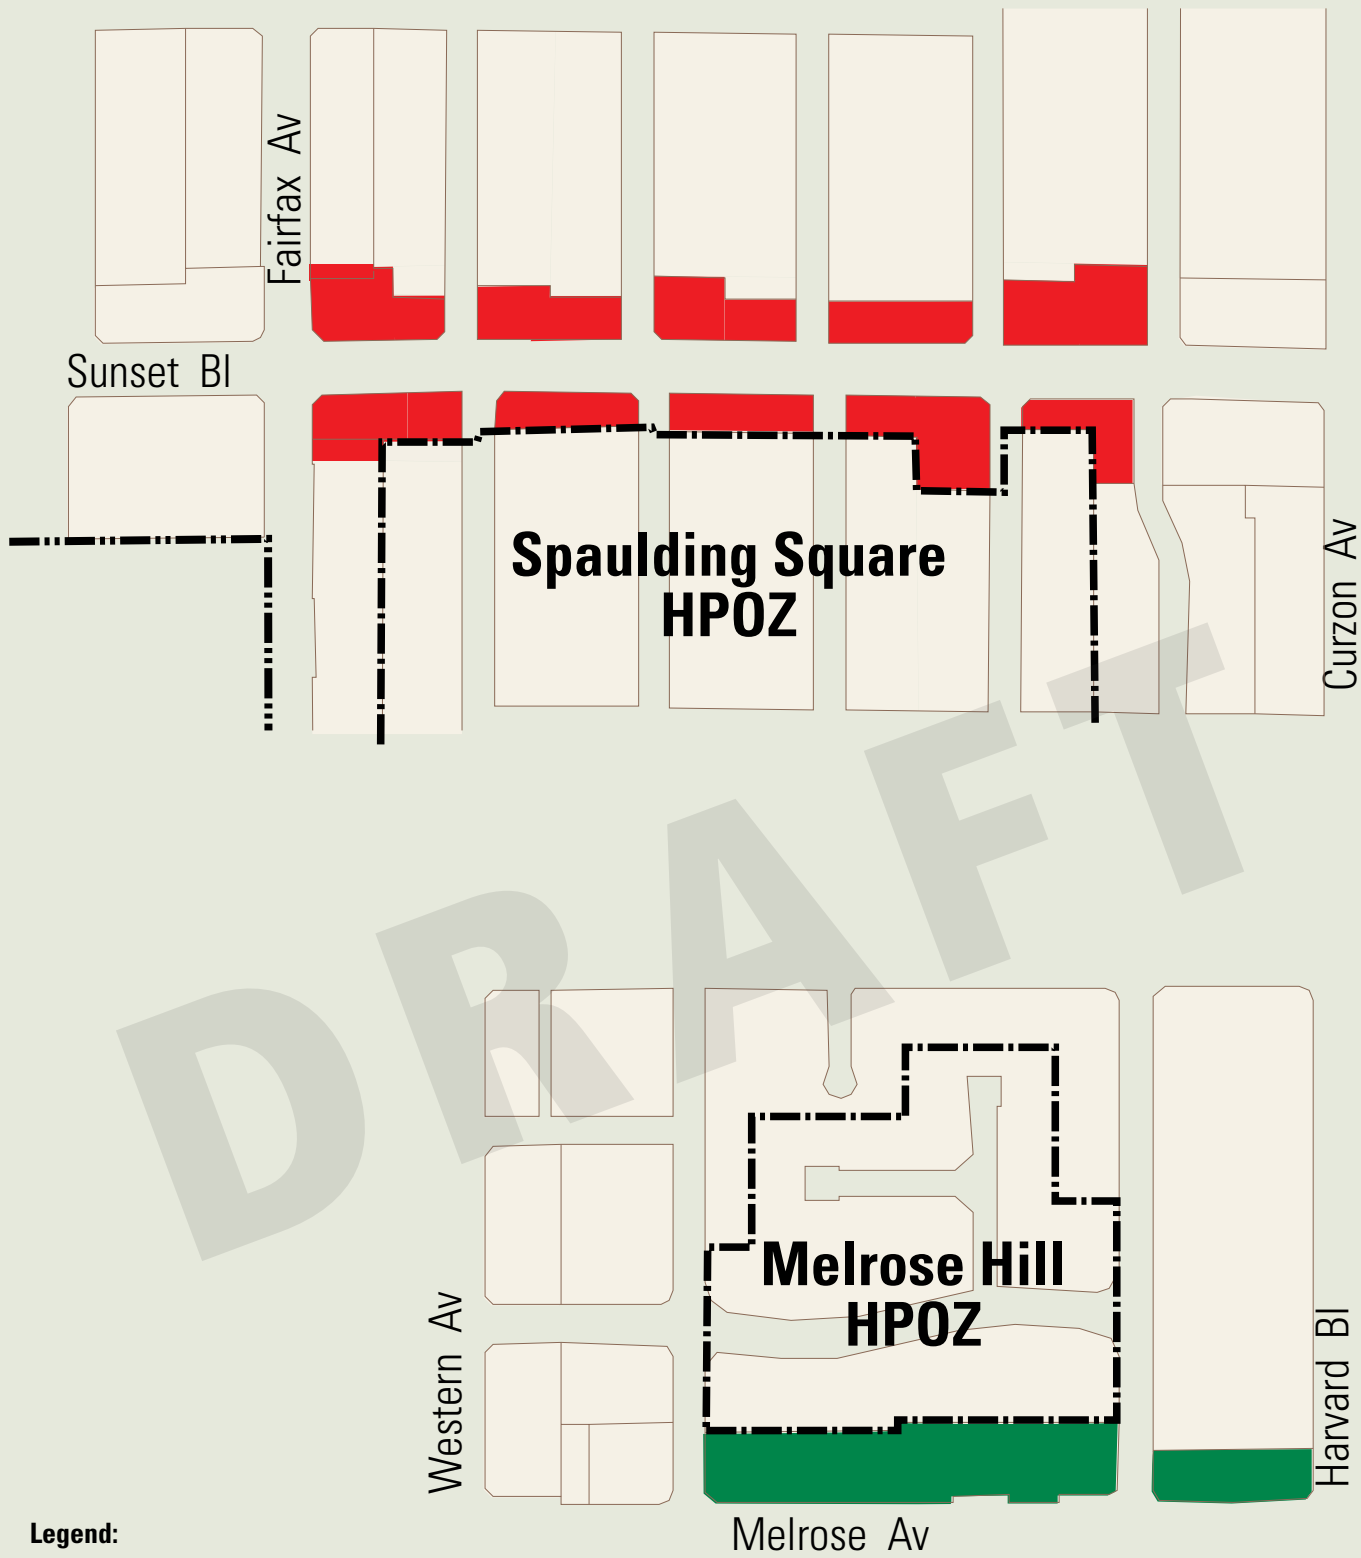 Fairfax Av
Sunset Bl
Spaulding Square
HPOZ
Curzon Av
DRAFT
Melrose Hill
HPOZ
Western Av
Harvard Bl
Melrose Av
Legend: